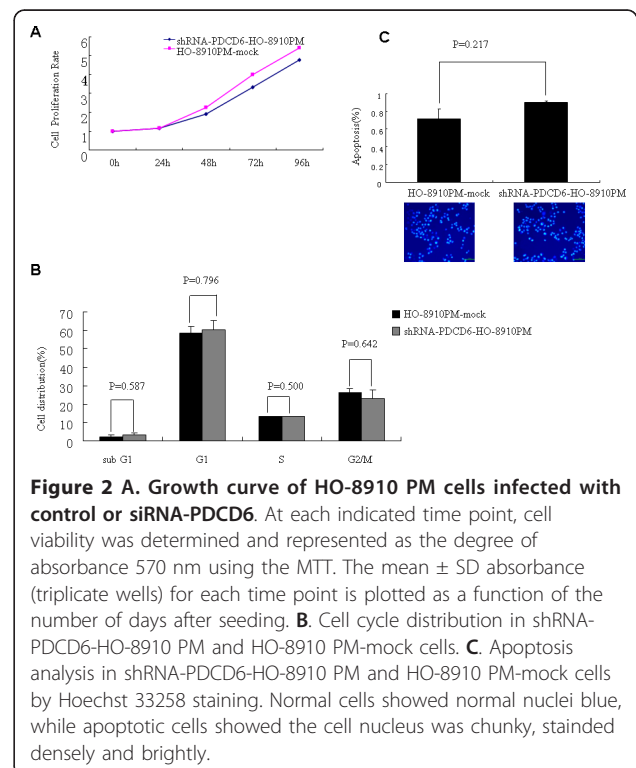 A
shRNA-PDCD6-HO-8910PM
HO-8910PM-mock
Cell Proliferation Rate
6
5
4
3
2
1
0
0h 24h 48h 72h 96h
C
P=0.217
Apoptosis(%)
1
0.8
0.6
0.4
0.2
0
HO-8910PM-mock shRNA-PDCD6-HO-8910PM
B
P=0.796
HO-8910PM-mock
shRNA-PDCD6-HO-8910PM
P=0.642
P=0.587
P=0.500
Cell distribution(%)
70
60
50
40
30
20
10
0
sub G1 G1 S G2/M
Figure 2 A. Growth curve of HO-8910 PM cells infected with
control or siRNA-PDCD6. At each indicated time point, cell
viability was determined and represented as the degree of
absorbance 570 nm using the MTT. The mean ± SD absorbance
(triplicate wells) for each time point is plotted as a function of the
number of days after seeding. B. Cell cycle distribution in shRNA-
PDCD6-HO-8910 PM and HO-8910 PM-mock cells. C. Apoptosis
analysis in shRNA-PDCD6-HO-8910 PM and HO-8910 PM-mock cells
by Hoechst 33258 staining. Normal cells showed normal nuclei blue,
while apoptotic cells showed the cell nucleus was chunky, stainded
densely and brightly.